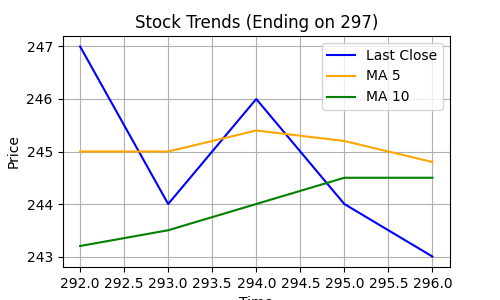 Stock Trends (Ending on 297)
Last Close
MA 5
MA 10
Price
247
246
245
244
243
292.0 292.5 293.0 293.5 294.0 294.5 295.0 295.5 296.0
Time